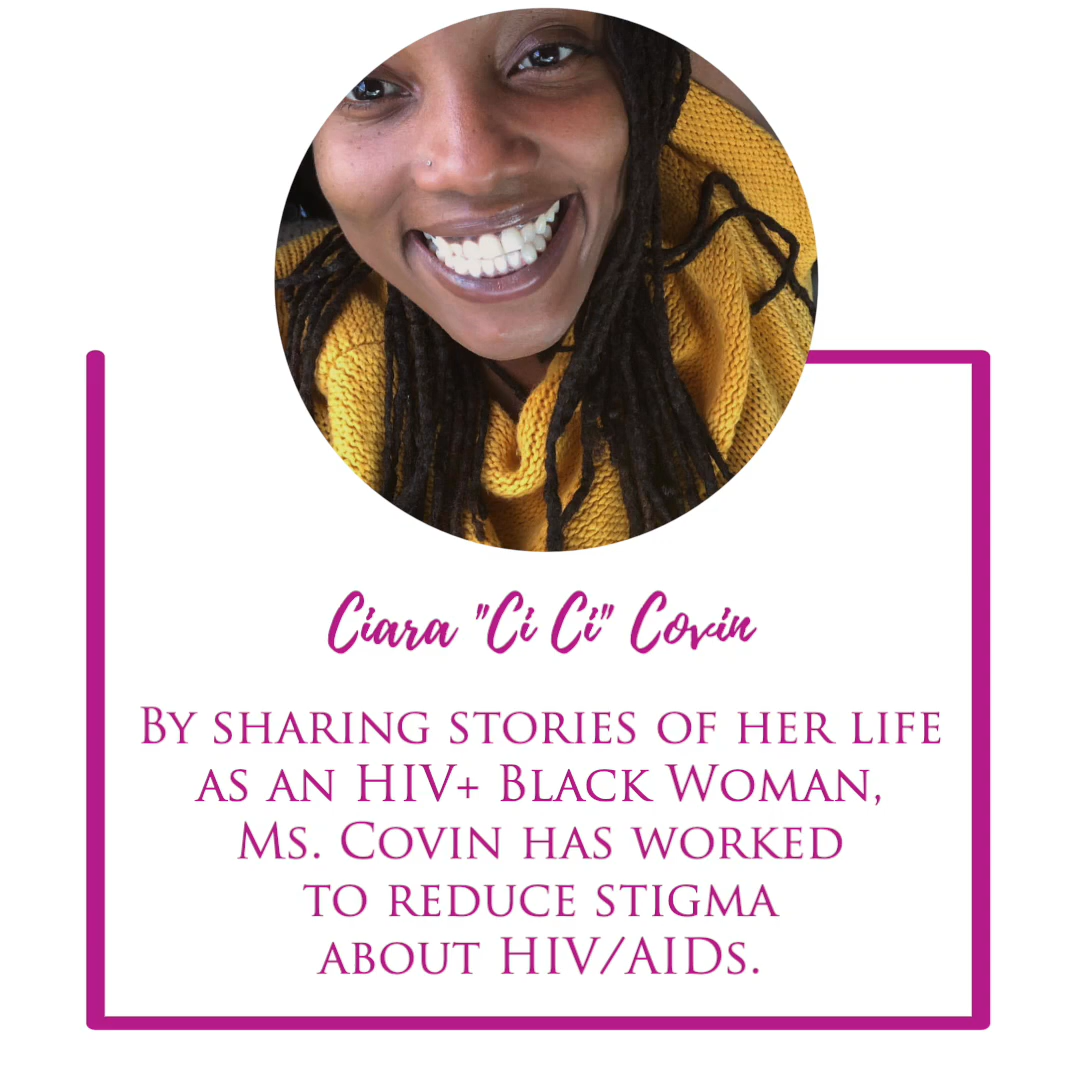 Ciara "Ci Ci" Covin
By sharing stories of her life
as an HIV+ Black Woman,
Ms. Covin has worked
to reduce stigma
about HIV/AIDs.